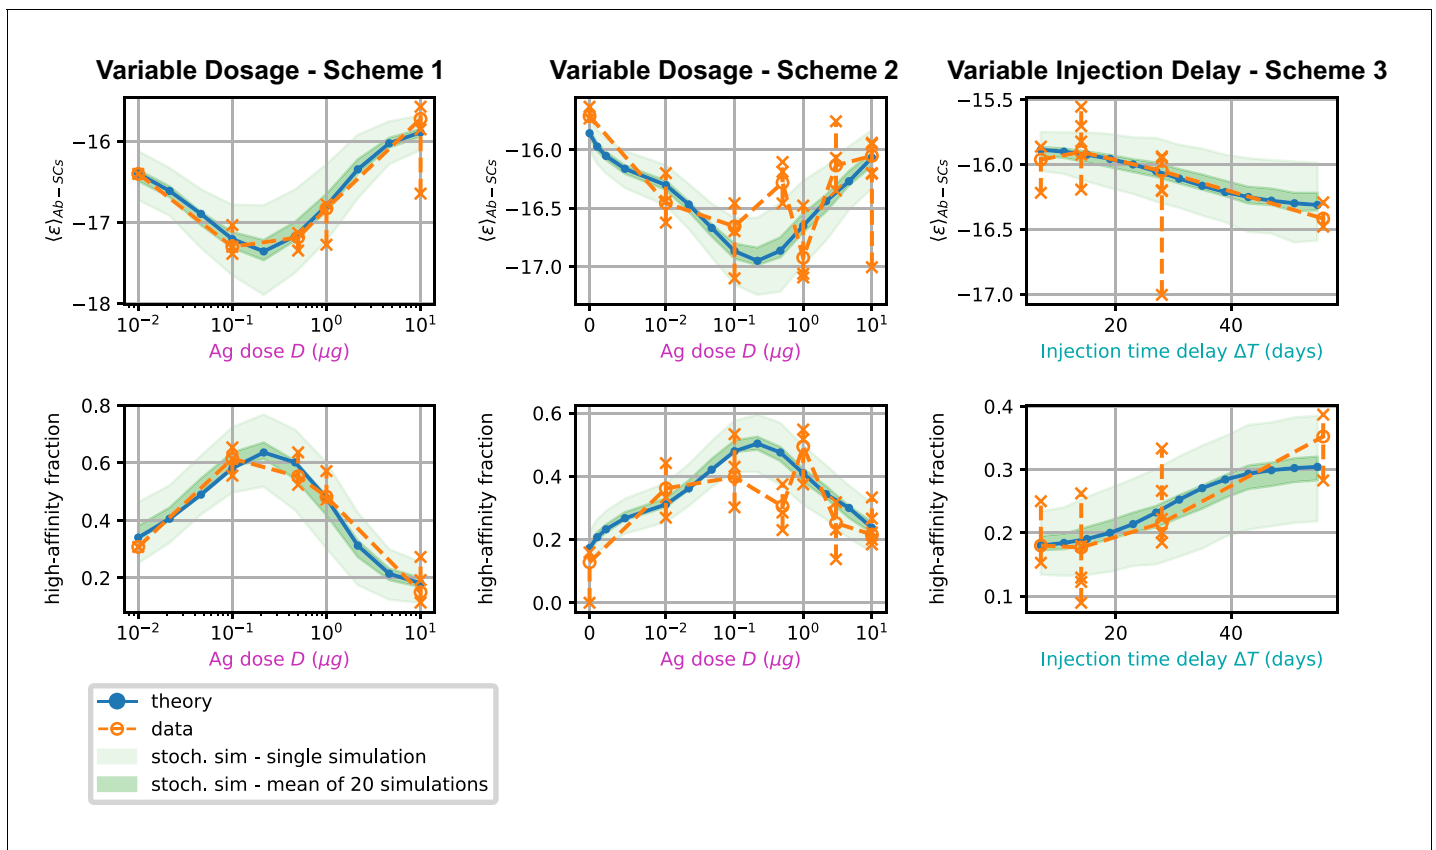 Variable Dosage - Scheme 1
Variable Dosage - Scheme 2
Variable Injection Delay - Scheme 3
⟨ε⟩Ab−SCs
−16
−17
−18
10⁻²
10⁻¹
10⁰
10¹
Ag dose D (μg)
⟨ε⟩Ab−SCs
−16.0
−16.5
−17.0
0
10⁻²
10⁻¹
10⁰
10¹
Ag dose D (μg)
⟨ε⟩Ab−SCs
−15.5
−16.0
−16.5
−17.0
20
40
Injection time delay ΔT (days)
high-affinity fraction
0.8
0.6
0.4
0.2
10⁻²
10⁻¹
10⁰
10¹
Ag dose D (μg)
high-affinity fraction
0.6
0.4
0.2
0.0
0
10⁻²
10⁻¹
10⁰
10¹
Ag dose D (μg)
high-affinity fraction
0.4
0.3
0.2
0.1
20
40
Injection time delay ΔT (days)
theory
data
stoch. sim - single simulation
stoch. sim - mean of 20 simulations